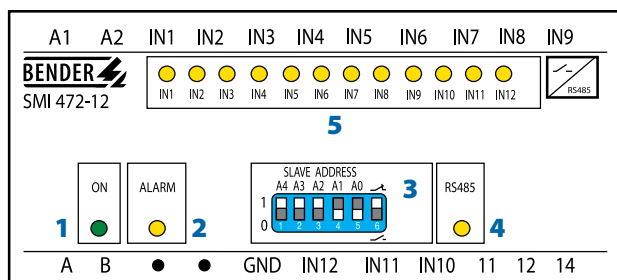 A1 A2 IN1 IN2 IN3 IN4 IN5 IN6 IN7 IN8 IN9
BENDER
SMI 472-12
IN1 IN2 IN3 IN4 IN5 IN6 IN7 IN8 IN9 IN10 IN11 IN12
RS485
5
SLAVE ADDRESS
A4 A3 A2 A1 A0
1
0
1 2 3 4 5 6
3
ON
1
ALARM
2
RS485
4
A B GND IN12 IN11 IN10 11 12 14